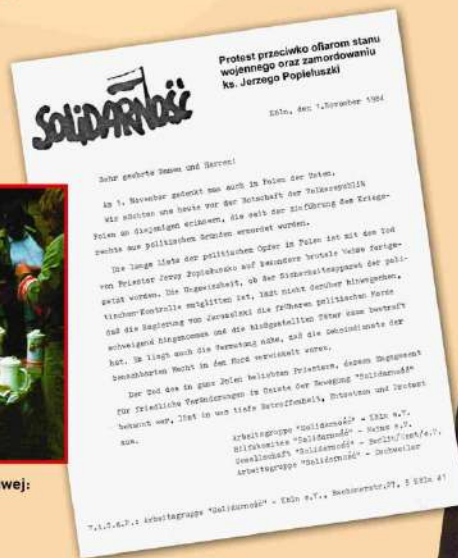 SOLIDARNOŚĆ
Protest przeciwko ofiarom stanu
wojennego oraz zamordowaniu
ks. Jerzego Popiełuszki
Köln, den 1.November 1984
Sehr geehrte Damen und Herren!
Am 1. November gedenkt man auch in Polen der Toten.
Wir möchten uns heute vor der Botschaft der Volksrepublik
Polen an diejenigen erinnern, die seit der Einführung des Kriegs-
rechts aus politischen Gründen ermordet wurden.
Die lange Liste der politischen Opfer in Polen ist mit dem Tod
von Priester Jerzy Popiełuszko auf besonders brutale Weise fortge-
setzt worden. Die Ungewissheit, ob der Sicherheitsapparat der poli-
tischen Kontrolle entglitten ist, läßt nicht darüber hinwegsehen,
daß die Regierung von Jaruzelski die früheren politischen Morde
schweigend hingenommen und die bloßgestellten Täter kaum bestraft
hat. Es liegt auch die Vermutung nahe, daß die Geheimdienste der
benachbarten Macht in den Mord verwickelt waren.
Der Tod des in ganz Polen beliebten Priesters, dessen Engagement
für friedliche Veränderungen im Geiste der Bewegung "Solidarność"
bekannt war, löst in uns tiefe Betroffenheit, Entsetzen und Protest
aus.
Arbeitsgruppe "Solidarność" - Köln e.V.
Hilfskomitee "Solidarność" - Mainz e.V.
Gesellschaft "Solidarność" - Berlin/West/e.V.
Arbeitsgruppe "Solidarność" -
wej:
V.i.S.d.P.: Arbeitsgruppe "Solidarność" - Köln e.V., 5 Köln 41